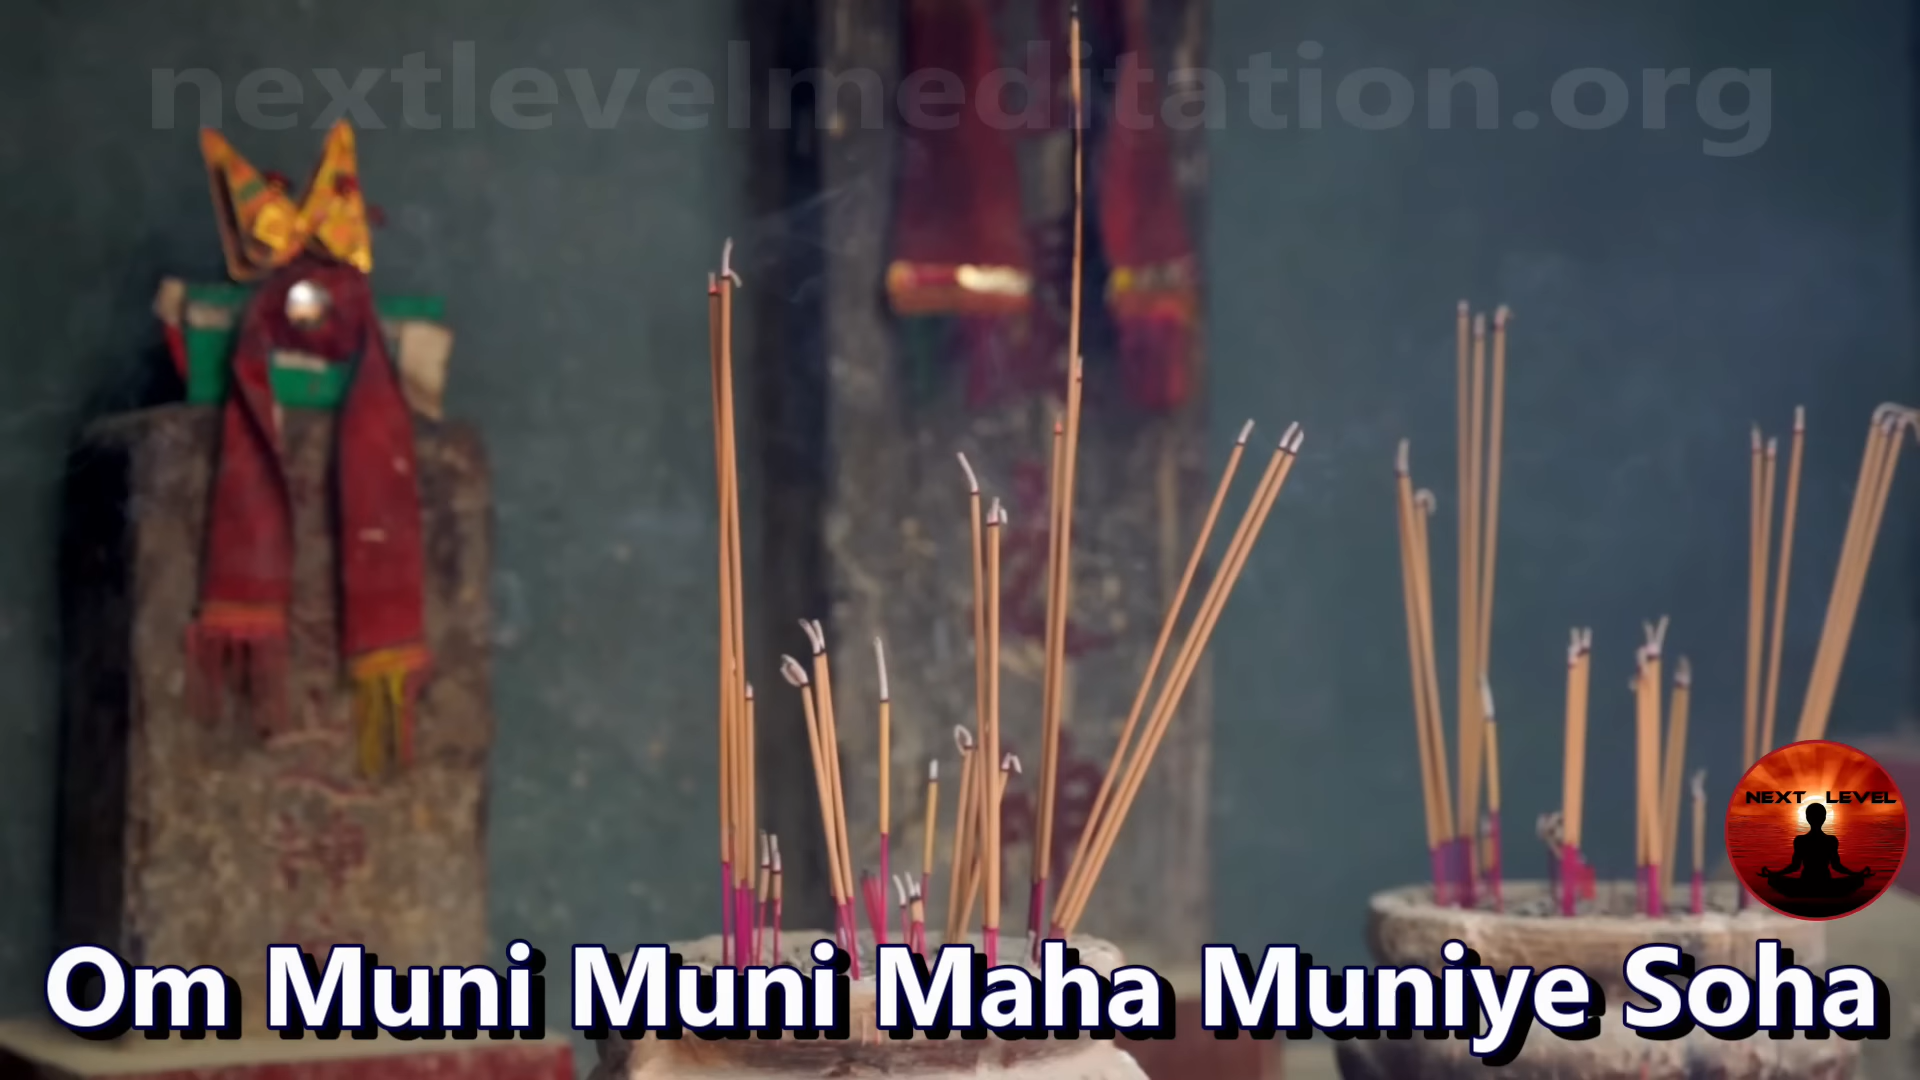 nextlevelmeditation.org
NEXT LEVEL
Om Muni Muni Maha Muniye Soha